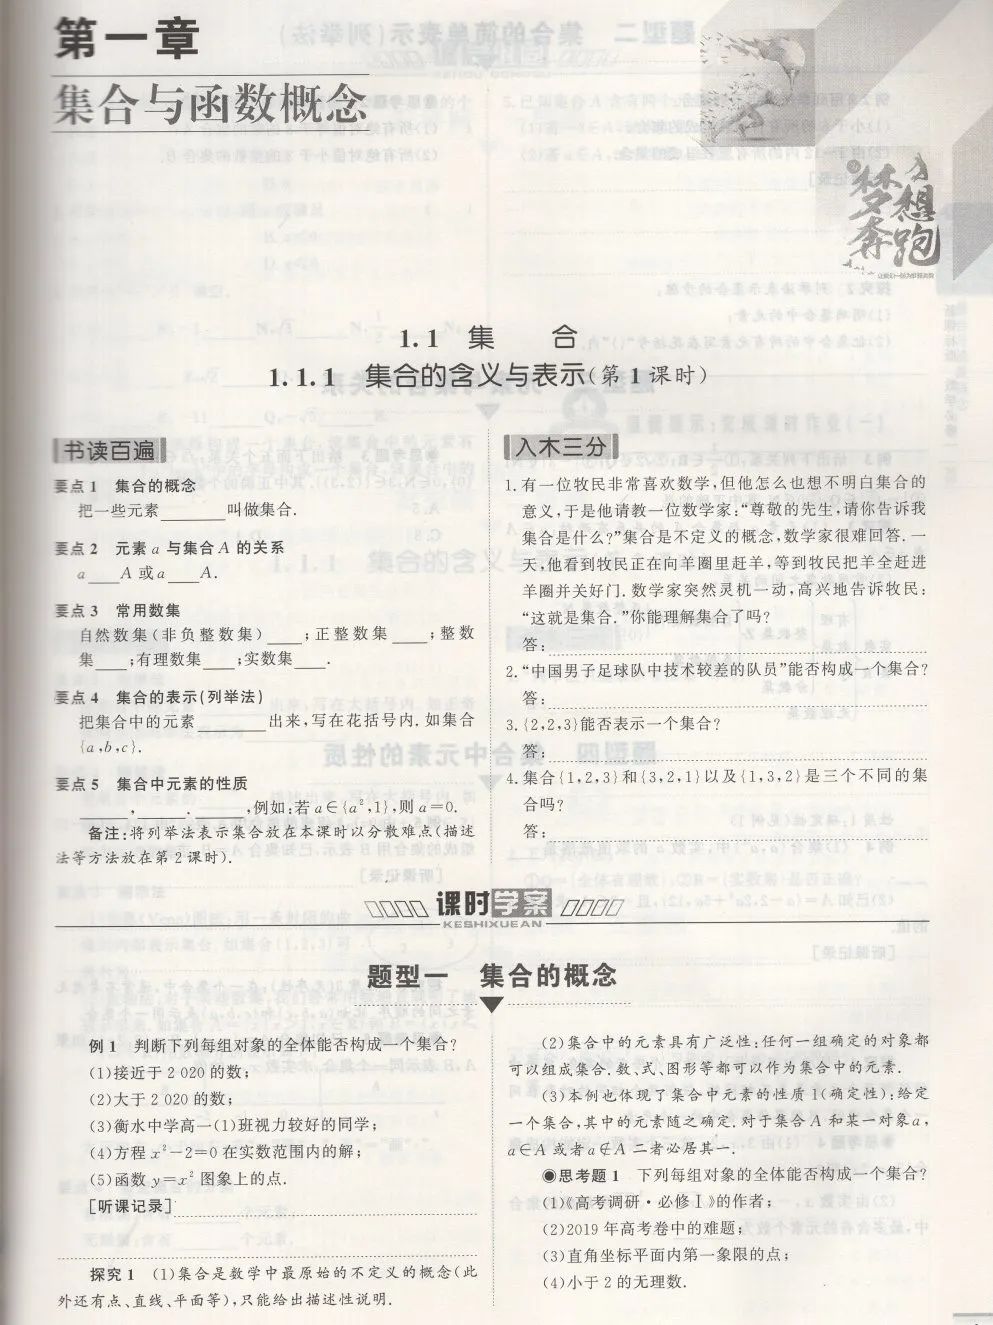 第一章
集合与函数概念
梦想
奔跑
1.1 集　　合
1.1.1 集合的含义与表示(第1课时)
书读百遍
要点1 集合的概念
把一些元素________叫做集合.
要点2 元素a与集合A的关系
a____A或a____A.
要点3 常用数集
自然数集(非负整数集)____;正整数集____;整数
集____;有理数集____;实数集____.
要点4 集合的表示(列举法)
把集合中的元素________出来,写在花括号内.如集合
{a,b,c}.
要点5 集合中元素的性质
______,______.______,例如:若a∈{a²,1},则a=0.
备注:将列举法表示集合放在本课时以分散难点(描述
法等方法放在第2课时).
入木三分
1.有一位牧民非常喜欢数学,但他怎么也想不明白集合的
意义,于是他请教一位数学家:“尊敬的先生,请你告诉我
集合是什么?”集合是不定义的概念,数学家很难回答.一
天,他看到牧民正在向羊圈里赶羊,等到牧民把羊全赶进
羊圈并关好门.数学家突然灵机一动,高兴地告诉牧民:
“这就是集合.”你能理解集合了吗?
答:
2.“中国男子足球队中技术较差的队员”能否构成一个集合?
答:
3.{2,2,3}能否表示一个集合?
答:
4.集合{1,2,3}和{3,2,1}以及{1,3,2}是三个不同的集
合吗?
答:
课时学案
KESHIXUEAN
题型一 集合的概念
例1 判断下列每组对象的全体能否构成一个集合?
(1)接近于2 020的数;
(2)大于2 020的数;
(3)衡水中学高一(1)班视力较好的同学;
(4)方程x²-2=0在实数范围内的解;
(5)函数y=x²图象上的点.
[听课记录]
探究1 (1)集合是数学中最原始的不定义的概念(此
外还有点、直线、平面等),只能给出描述性说明.
(2)集合中的元素具有广泛性:任何一组确定的对象都
可以组成集合.数、式、图形等都可以作为集合中的元素.
(3)本例也体现了集合中元素的性质1(确定性):给定
一个集合,其中的元素随之确定.对于集合A和某一对象a,
a∈A或者a∉A二者必居其一.
◉思考题1 下列每组对象的全体能否构成一个集合?
(1)《高考调研·必修1》的作者;
(2)2019年高考卷中的难题;
(3)直角坐标平面内第一象限的点;
(4)小于2的无理数.